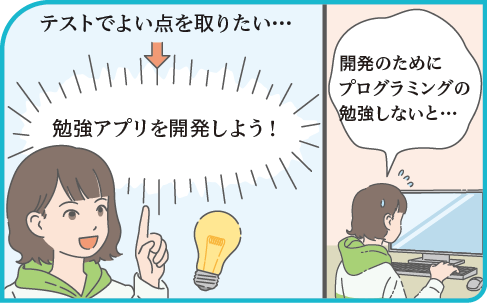 テストでよい点を取りたい…
勉強アプリを開発しよう！
開発のために
プログラミングの
勉強しないと…